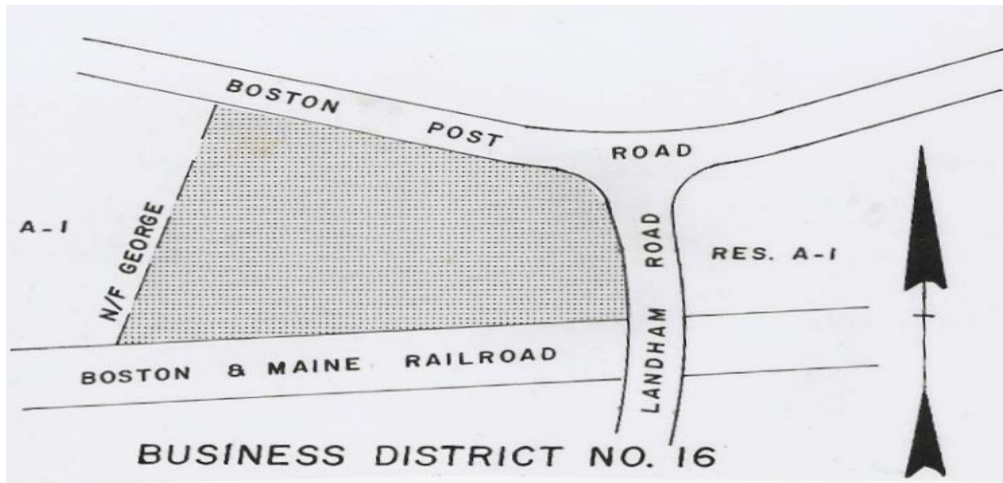 BOSTON POST ROAD
A-1
N/F GEORGE
LANDHAM ROAD
RES. A-1
BOSTON & MAINE RAILROAD
BUSINESS DISTRICT NO. 16